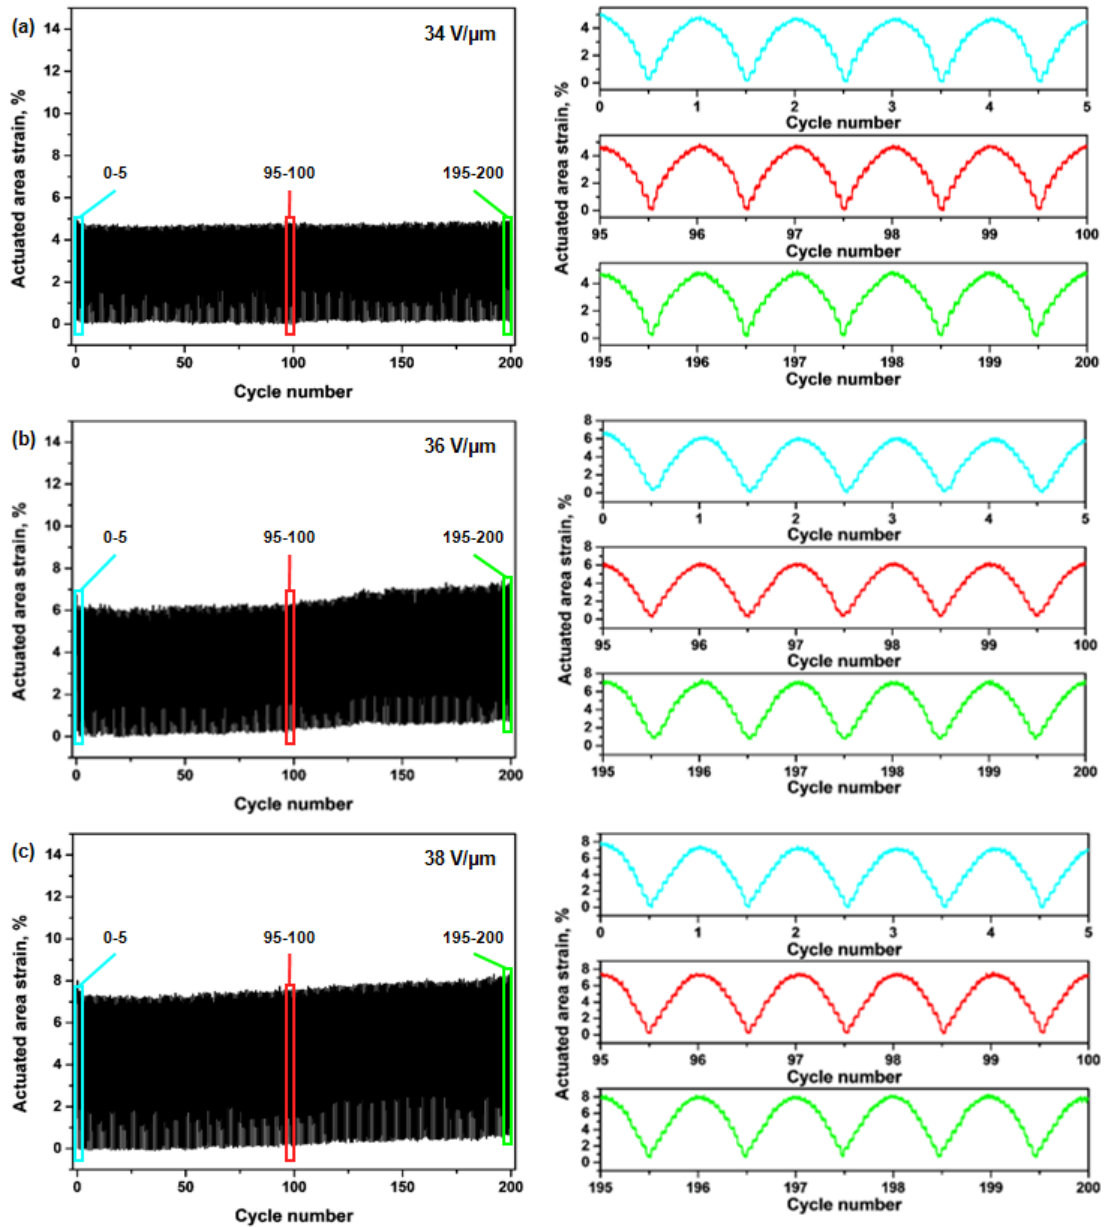 (a)
34 V/µm
Actuated area strain, %
14
12
10
8
6
4
2
0
0-5
95-100
195-200
0 50 100 150 200
Cycle number
Actuated area strain, %
4
2
0
0 1 2 3 4 5
Cycle number
4
2
0
95 96 97 98 99 100
Cycle number
4
2
0
195 196 197 198 199 200
Cycle number
(b)
36 V/µm
Actuated area strain, %
14
12
10
8
6
4
2
0
0-5
95-100
195-200
0 50 100 150 200
Cycle number
Actuated area strain, %
8
6
4
2
0
0 1 2 3 4 5
Cycle number
8
6
4
2
0
95 96 97 98 99 100
Cycle number
8
6
4
2
0
195 196 197 198 199 200
Cycle number
(c)
38 V/µm
Actuated area strain, %
14
12
10
8
6
4
2
0
0-5
95-100
195-200
0 50 100 150 200
Cycle number
Actuated area strain, %
8
6
4
2
0
0 1 2 3 4 5
Cycle number
8
6
4
2
0
95 96 97 98 99 100
Cycle number
8
6
4
2
0
195 196 197 198 199 200
Cycle number